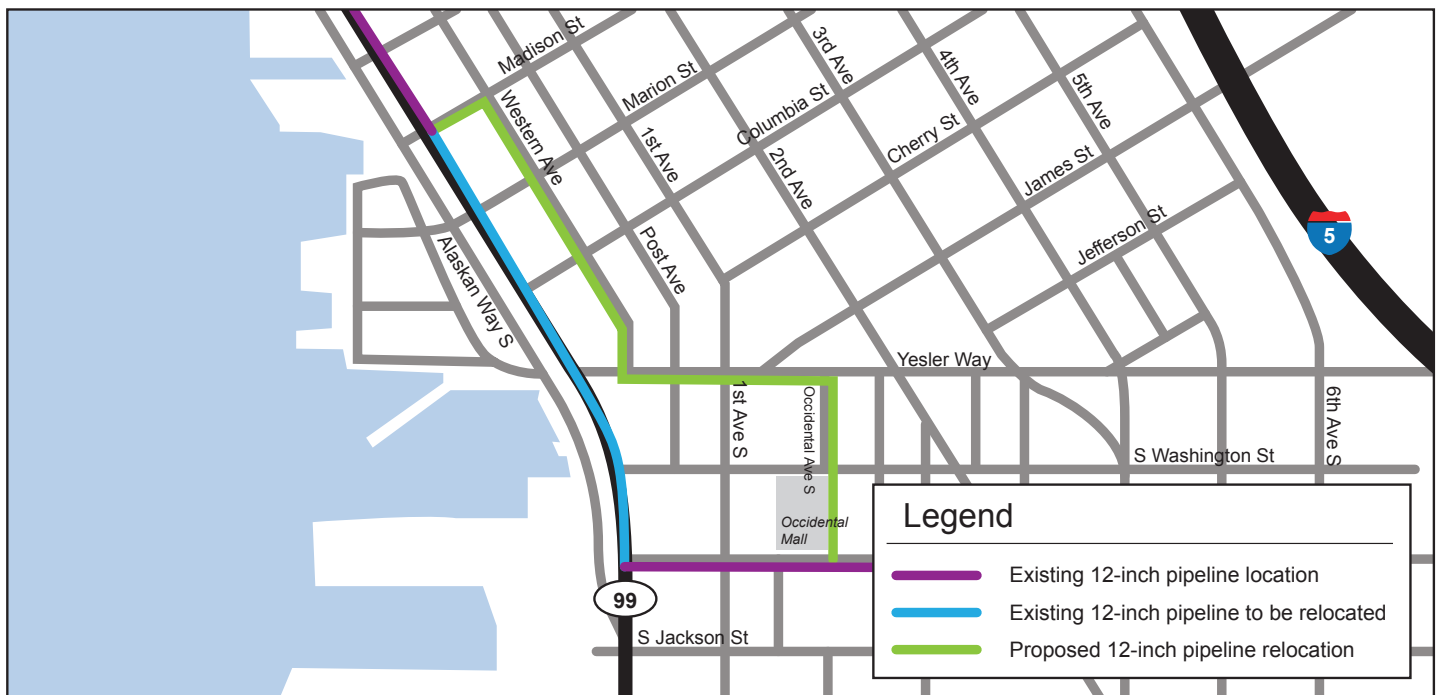 Madison St
Western Ave
Marion St
1st Ave
Columbia St
2nd Ave
3rd Ave
Cherry St
4th Ave
James St
5th Ave
Jefferson St
5
Post Ave
Alaskan Way S
Yesler Way
1st Ave S
Occidental Ave S
6th Ave S
S Washington St
Occidental
Mall
99
S Jackson St
Legend
Existing 12-inch pipeline location
Existing 12-inch pipeline to be relocated
Proposed 12-inch pipeline relocation